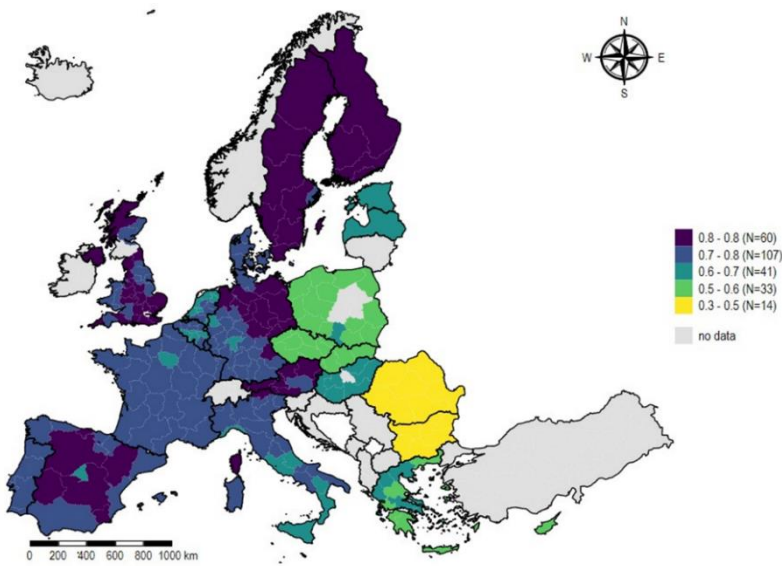 N
W E
S
0.8 - 0.8 (N=60)
0.7 - 0.8 (N=107)
0.6 - 0.7 (N=41)
0.5 - 0.6 (N=33)
0.3 - 0.5 (N=14)
no data
0 200 400 600 800 1000 km